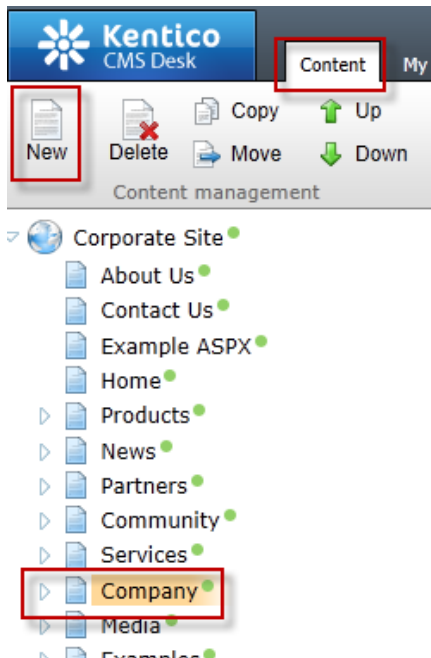 Kentico
CMS Desk
Content
My
New
Delete
Copy
Move
Up
Down
Content management
Corporate Site
About Us
Contact Us
Example ASPX
Home
Products
News
Partners
Community
Services
Company
Media
Examples